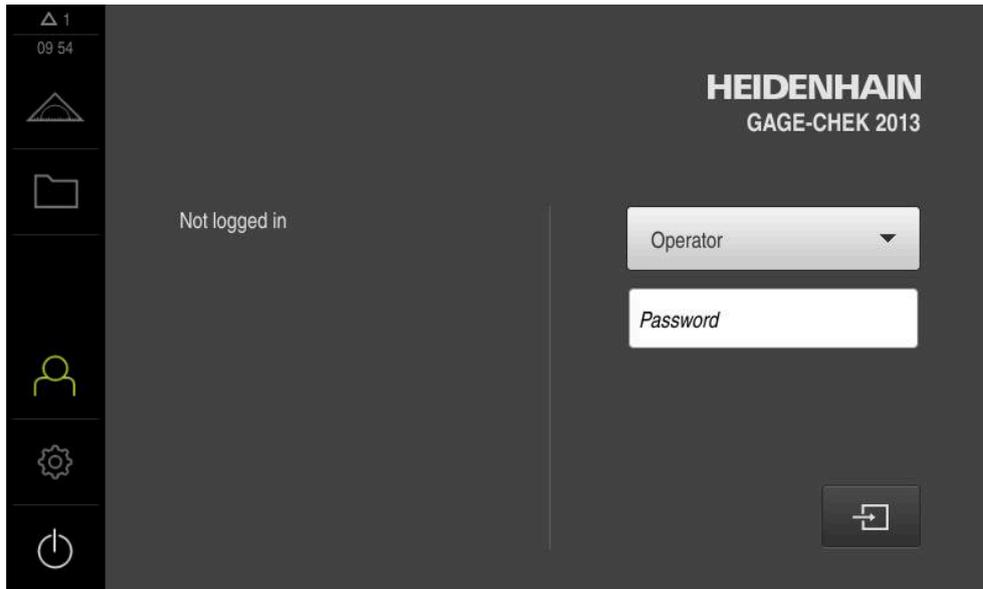 1
09 54
HEIDENHAIN
GAGE-CHEK 2013
Not logged in
Operator
Password